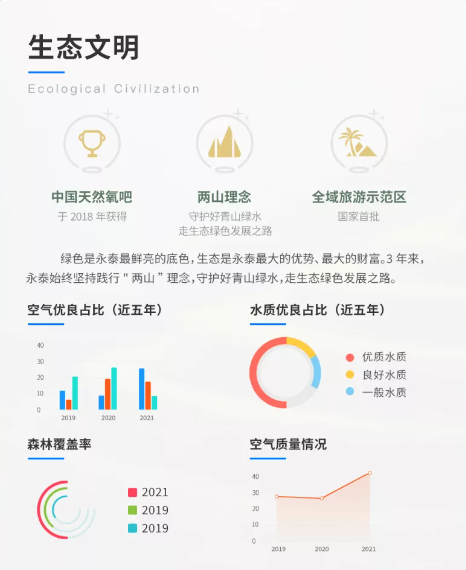 生态文明
Ecological Civilization
中国天然氧吧
于 2018 年获得
两山理念
守护好青山绿水
走生态绿色发展之路
全域旅游示范区
国家首批
绿色是永泰最鲜亮的底色，生态是永泰最大的优势、最大的财富。3 年来，
永泰始终坚持践行＂两山＂理念，守护好青山绿水，走生态绿色发展之路。
空气优良占比（近五年）
40
30
20
10
0
2019
2020
2021
水质优良占比（近五年）
优质水质
良好水质
一般水质
森林覆盖率
2021
2019
2019
空气质量情况
40
30
20
10
0
2019
2020
2021